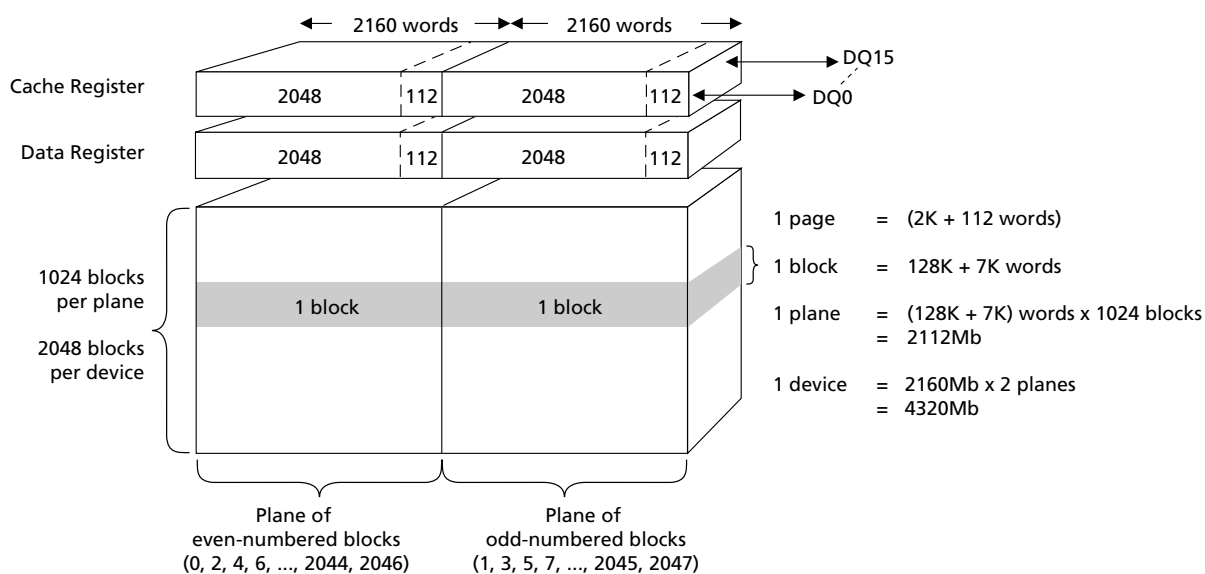 2160 words 2160 words
Cache Register 2048 112 2048 112 DQ15
DQ0
Data Register 2048 112 2048 112
1024 blocks
per plane
2048 blocks
per device
1 block 1 block
1 page = (2K + 112 words)
1 block = 128K + 7K words
1 plane = (128K + 7K) words x 1024 blocks
= 2112Mb
1 device = 2160Mb x 2 planes
= 4320Mb
Plane of
even-numbered blocks
(0, 2, 4, 6, ..., 2044, 2046)
Plane of
odd-numbered blocks
(1, 3, 5, 7, ..., 2045, 2047)